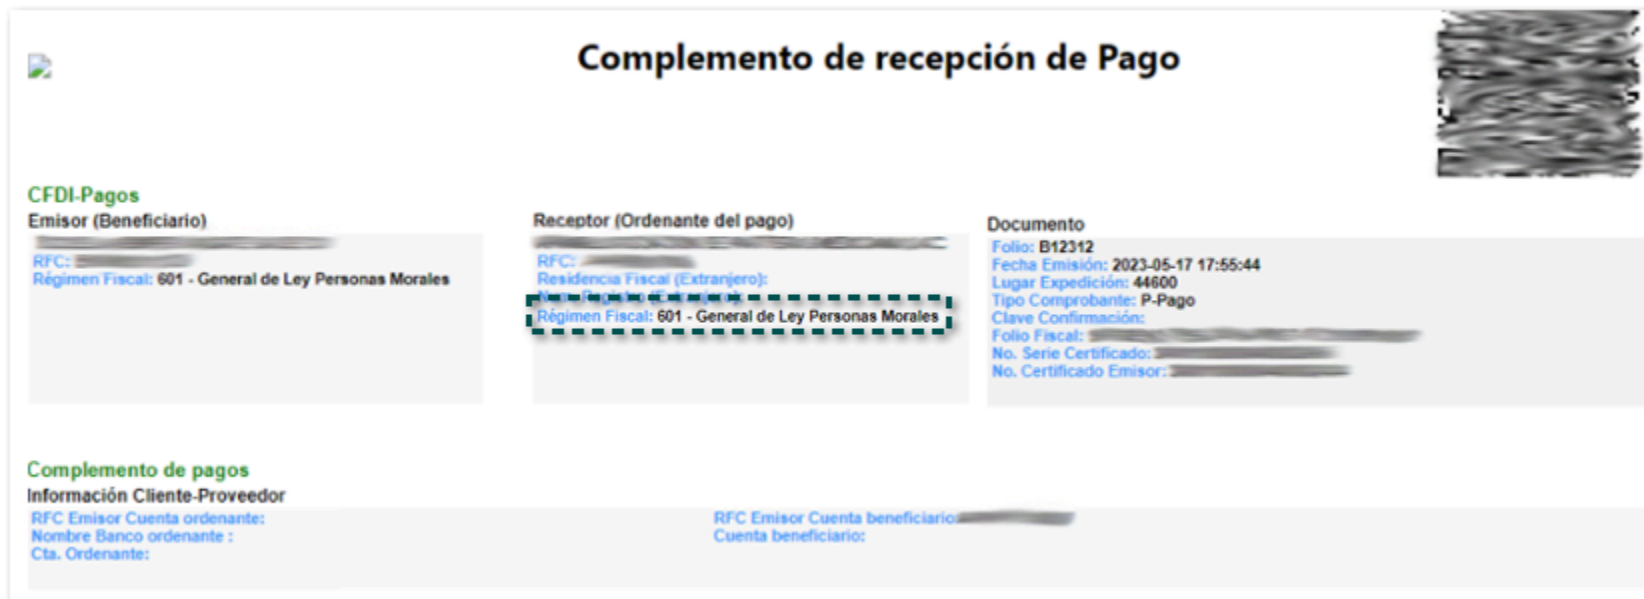 Complemento de recepción de Pago
CFDI-Pagos
Emisor (Beneficiario)
RFC:
Régimen Fiscal: 601 - General de Ley Personas Morales
Receptor (Ordenante del pago)
RFC:
Residencia Fiscal (Extranjero):
Num. Registro (Extranjero):
Régimen Fiscal: 601 - General de Ley Personas Morales
Documento
Folio: B12312
Fecha Emisión: 2023-05-17 17:55:44
Lugar Expedición: 44600
Tipo Comprobante: P-Pago
Clave Confirmación:
Folio Fiscal:
No. Serie Certificado:
No. Certificado Emisor:
Complemento de pagos
Información Cliente-Proveedor
RFC Emisor Cuenta ordenante:
Nombre Banco ordenante :
Cta. Ordenante:
RFC Emisor Cuenta beneficiario:
Cuenta beneficiario: